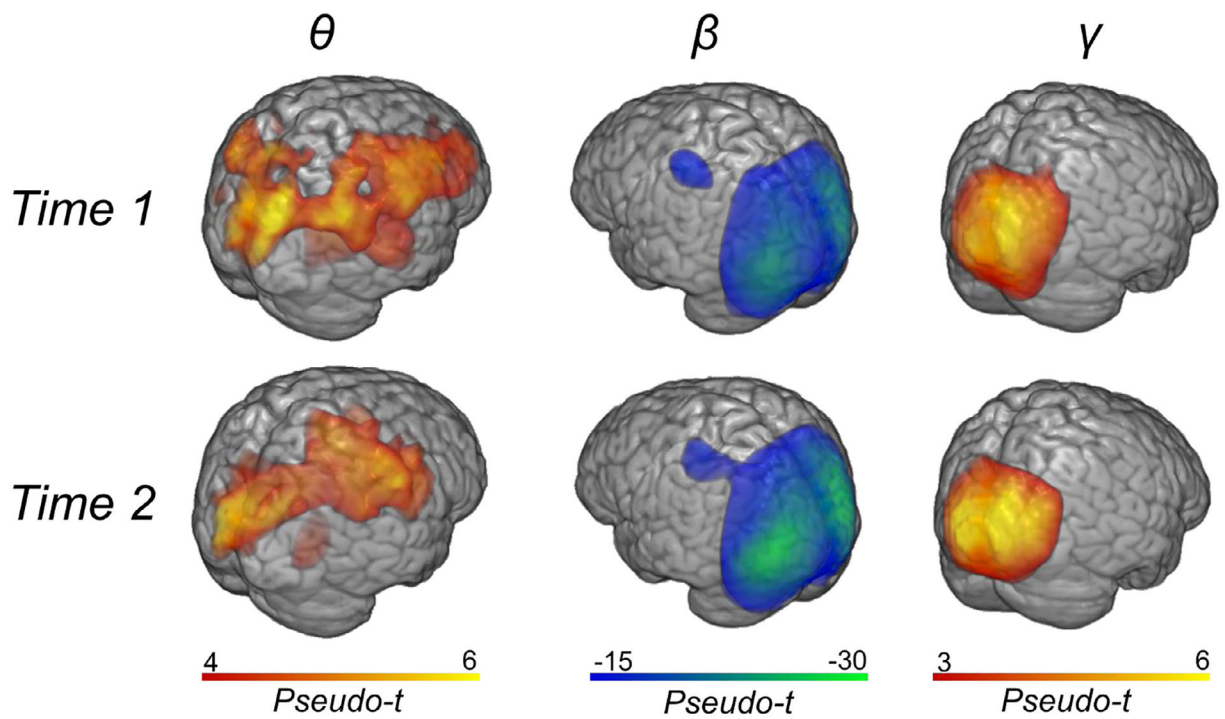 θ β γ
Time 1
Time 2
4 6 -15 -30 3 6
Pseudo-t Pseudo-t Pseudo-t